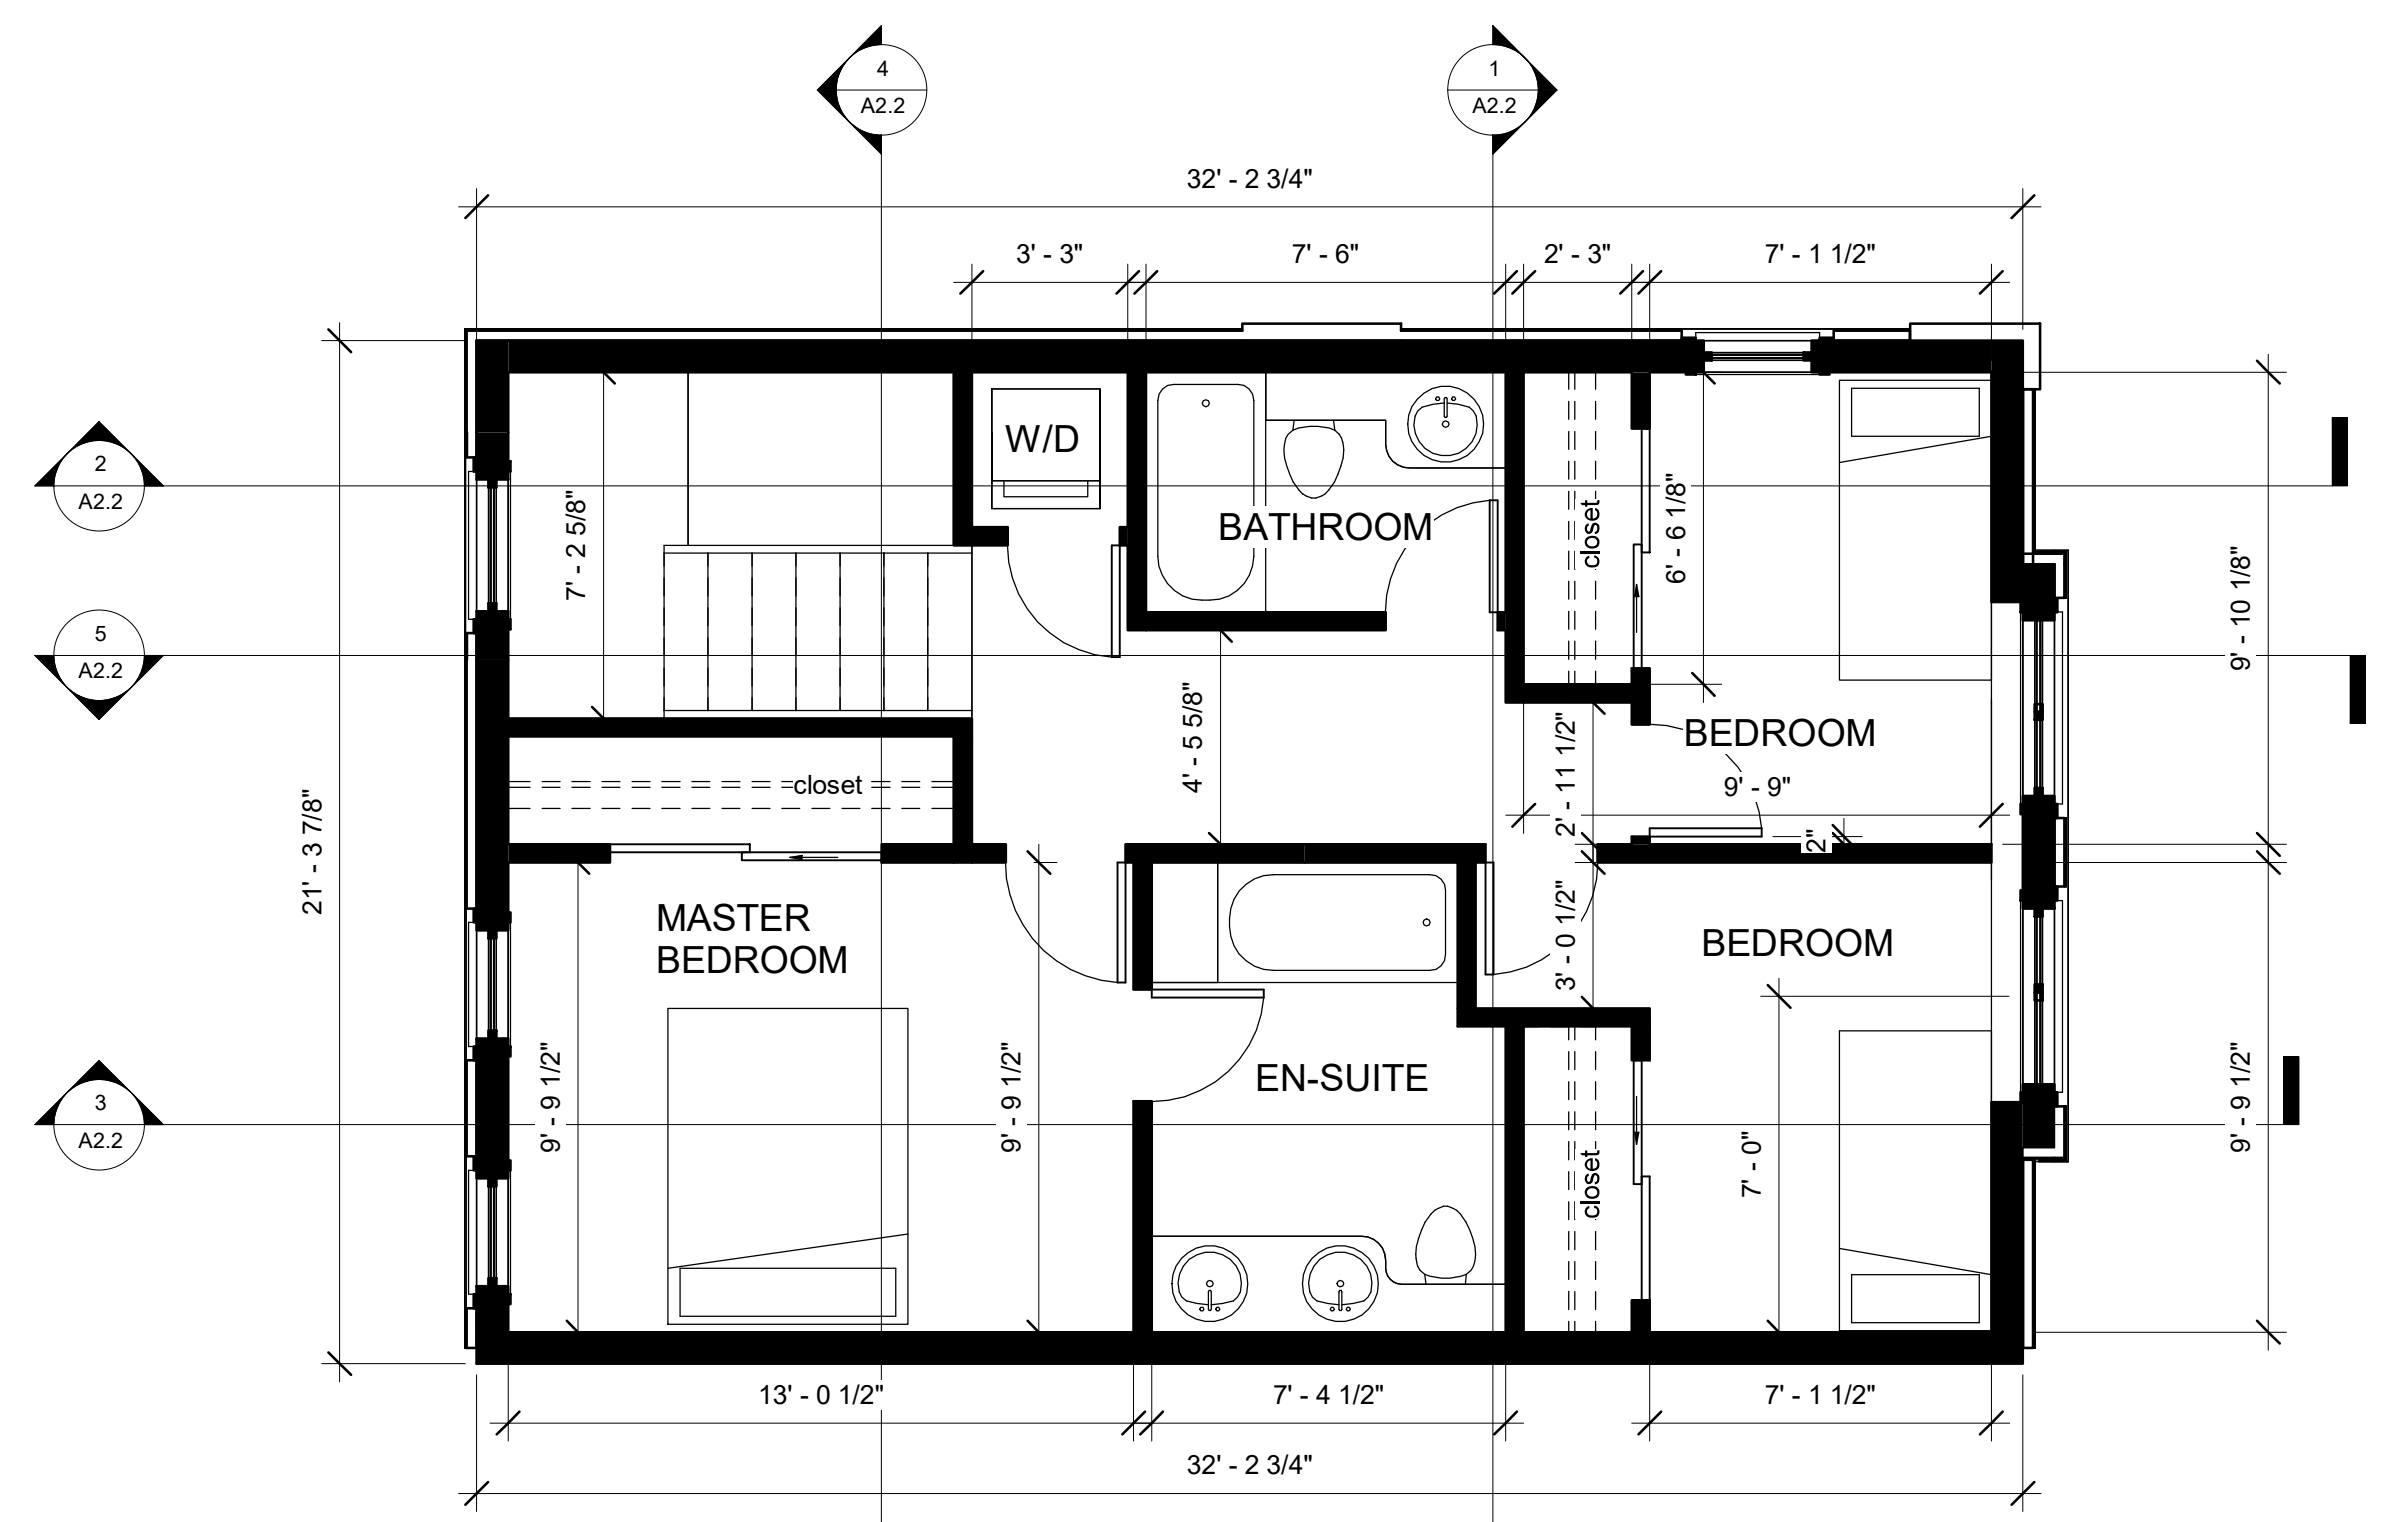 4
A2.2
1
A2.2
32' - 2 3/4"
3' - 3"
7' - 6"
2' - 3"
7' - 1 1/2"
W/D
2
A2.2
7' - 2 5/8"
BATHROOM
closet
6' - 6 1/8"
9' - 10 1/8"
5
A2.2
4' - 5 5/8"
2' - 11 1/2"
BEDROOM
9' - 9"
closet
21' - 3 7/8"
2"
MASTER
BEDROOM
3' - 0 1/2"
BEDROOM
9' - 9 1/2"
9' - 9 1/2"
EN-SUITE
9' - 9 1/2"
3
A2.2
closet
7' - 0"
13' - 0 1/2"
7' - 4 1/2"
7' - 1 1/2"
32' - 2 3/4"